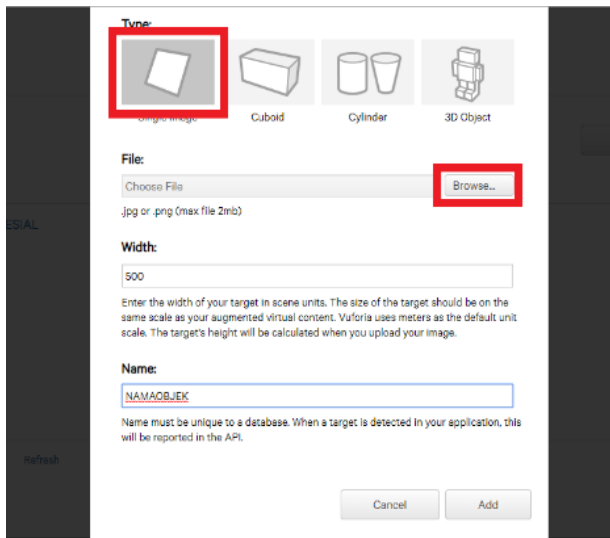 Type:
Single Image
Cuboid
Cylinder
3D Object
File:
Choose File
Browse...
.jpg or .png (max file 2mb)
ESIAL
Width:
500
Enter the width of your target in scene units. The size of the target should be on the
same scale as your augmented virtual content. Vuforia uses meters as the default unit
scale. The target's height will be calculated when you upload your image.
Name:
NAMAOBJEK
Name must be unique to a database. When a target is detected in your application, this
will be reported in the API.
Refresh
Cancel
Add